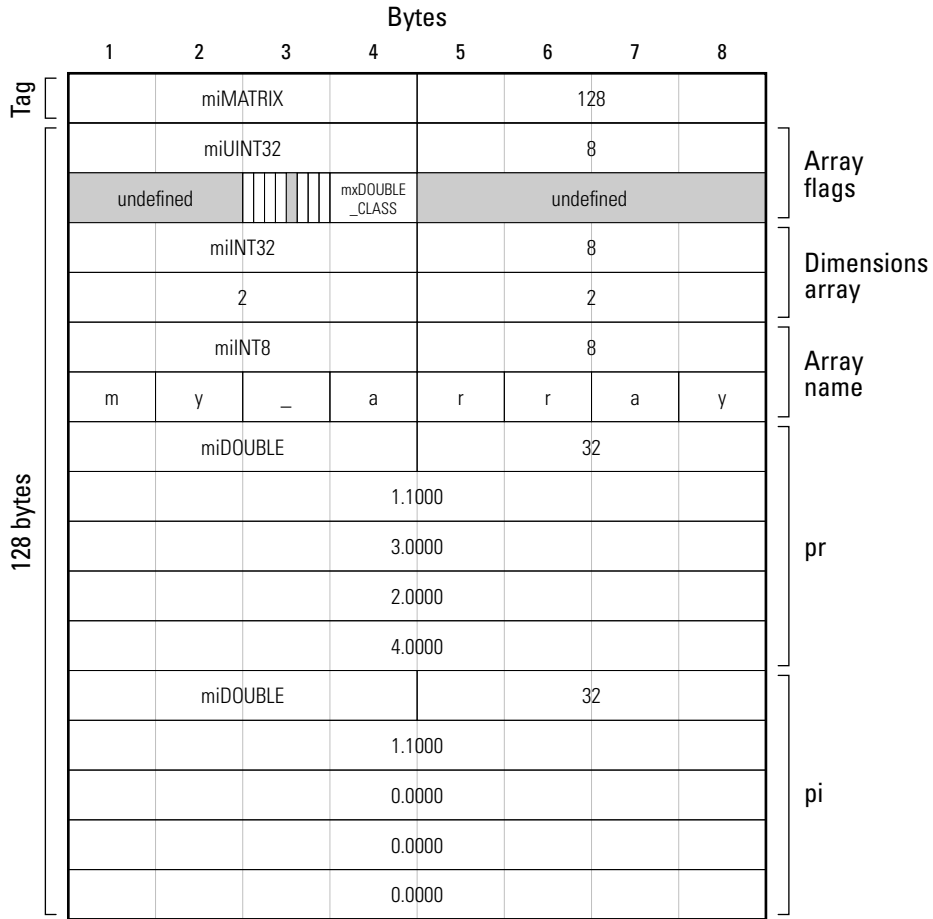 Bytes
1 2 3 4 5 6 7 8
Tag
miMATRIX 128
128 bytes
miUINT32 8
Array
flags
undefined mxDOUBLE
_CLASS undefined
miINT32 8
Dimensions
array
2 2
miINT8 8
Array
name
m y _ a r r a y
miDOUBLE 32
1.1000
3.0000
pr
2.0000
4.0000
miDOUBLE 32
1.1000
0.0000
pi
0.0000
0.0000